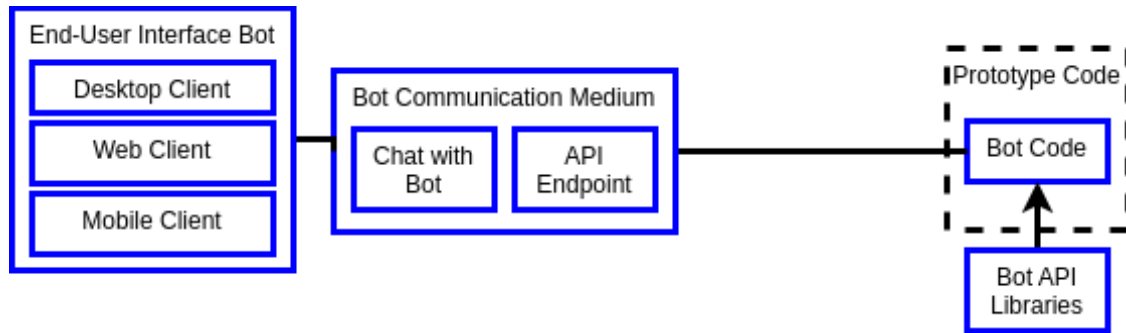 End-User Interface Bot
Desktop Client
Web Client
Mobile Client
Bot Communication Medium
Chat with
Bot
API
Endpoint
Prototype Code
Bot Code
Bot API
Libraries